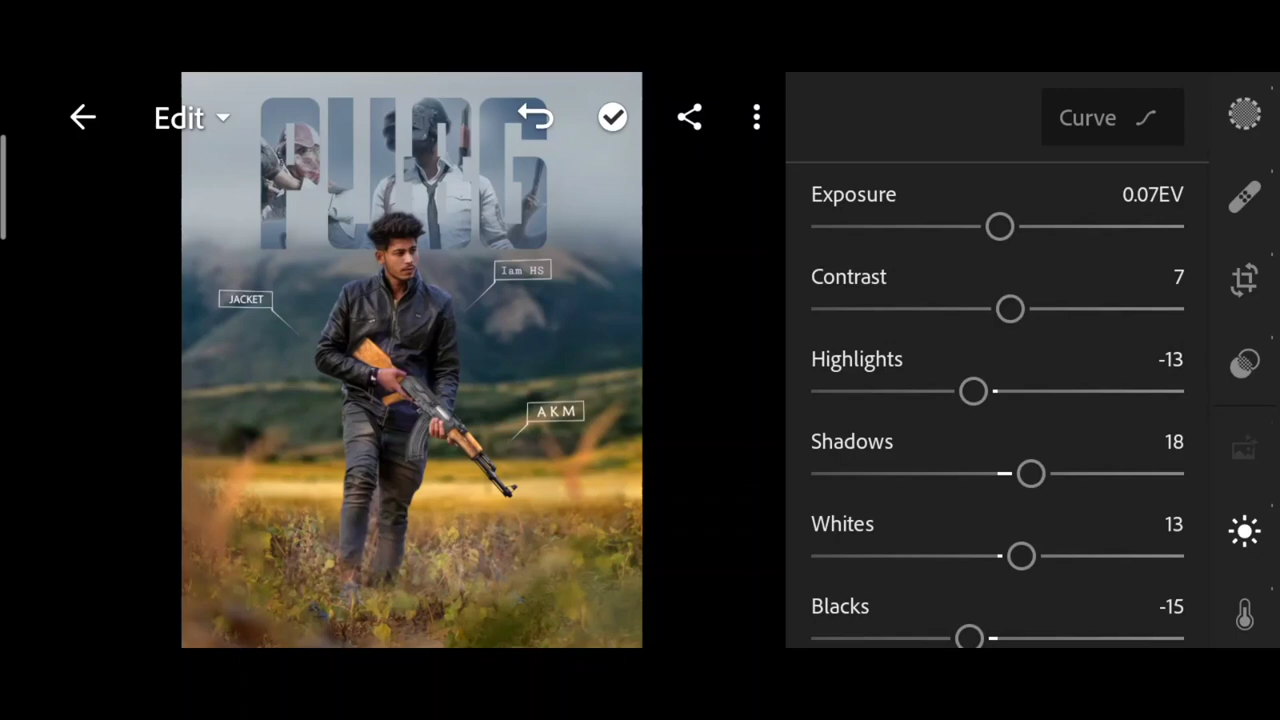 Edit
Curve
PUBG
Exposure 0.07EV
Contrast 7
Iam HS
JACKET
Highlights -13
AKM
Shadows 18
Whites 13
Blacks -15